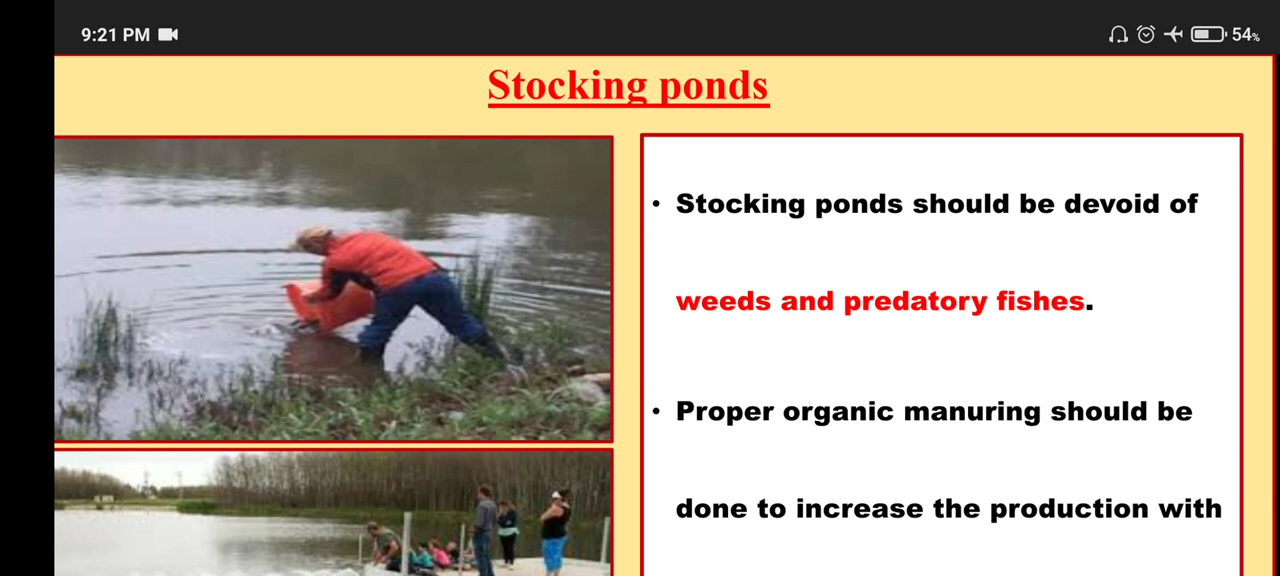 9:21 PM
54%
Stocking ponds
• Stocking ponds should be devoid of
weeds and predatory fishes.
• Proper organic manuring should be
done to increase the production with